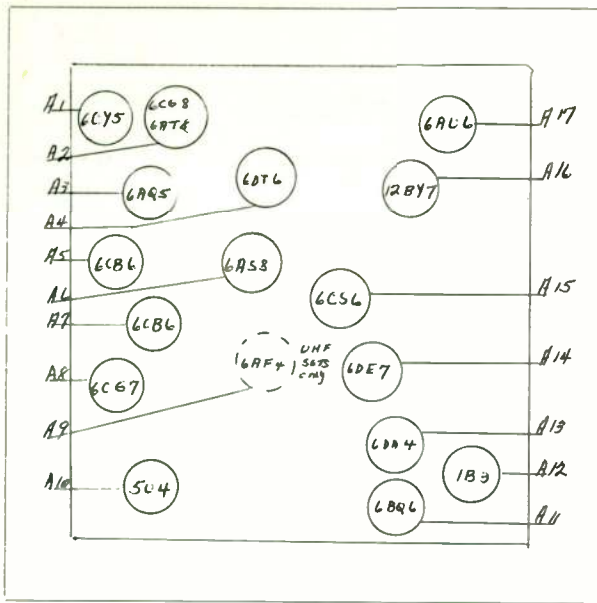 A1
6CY5
6CG8
6AT8
A2
A3
6AQ5
6DT6
A4
A5
6CB6
6AS8
A6
A7
6CB6
A8
6CG7
6AF4
UHF
SETS
only
A9
A10
5U4
6AU6
A17
12BY7
A16
6CS6
A15
6DE7
A14
6DA4
A13
1B3
A12
6BQ6
A11